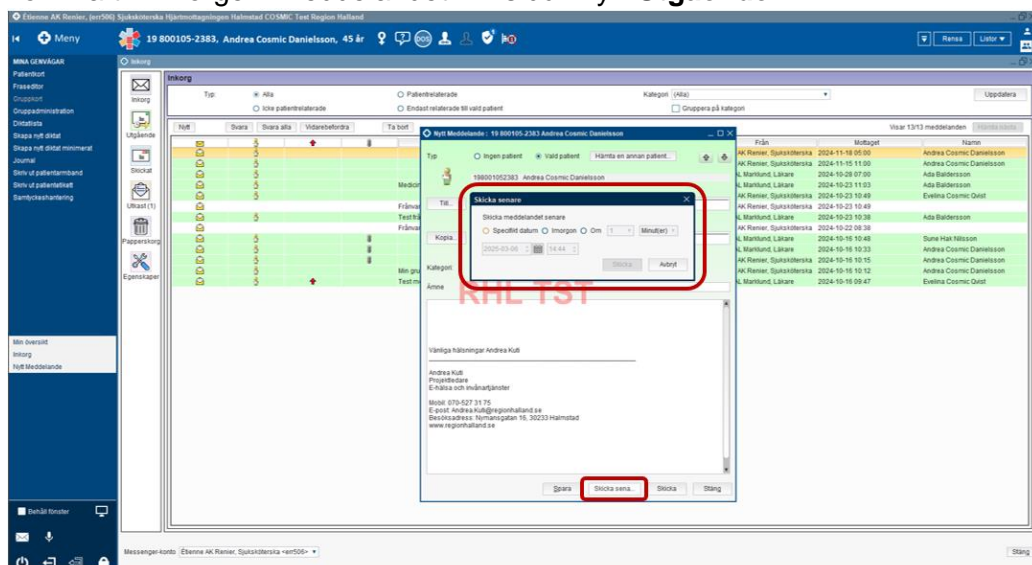 Étienne AK Renier, (err506) Sjuksköterska Hjärtmottagningen Halmstad COSMIC Test Region Halland
Meny
19 800105-2383, Andrea Cosmic Danielsson, 45 år
Rensa
Listor
MINA GENVÄGAR
Patientkort
Fraseditor
Gruppkort
Gruppadministration
Diktatlista
Skapa nytt diktat
Skapa nytt diktat minimerat
Journal
Skriv ut patientarmband
Skriv ut patientetikett
Samtyckeshantering
Min översikt
Inkorg
Nytt Meddelande
Behåll fönster
Inkorg
Inkorg
Utgående
Skickat
Utkast (1)
Papperskorg
Egenskaper
Inkorg
Typ:
Alla
Icke patientrelaterade
Patientrelaterade
Endast relaterade till vald patient
Kategori: (Alla)
Gruppera på kategori
Uppdatera
Nytt
Svara
Svara alla
Vidarebefordra
Ta bort
Visar 13/13 meddelanden
Hämta nästa
Från Mottaget Namn
AK Renier, Sjuksköterska 2024-11-18 05:00 Andrea Cosmic Danielsson
AK Renier, Sjuksköterska 2024-11-15 11:00 Andrea Cosmic Danielsson
L Marklund, Läkare 2024-10-28 07:00 Ada Baldersson
AK Renier, Sjuksköterska 2024-10-23 11:03 Ada Baldersson
AK Renier, Sjuksköterska 2024-10-23 10:49 Evelina Cosmic Qvist
AK Renier, Sjuksköterska 2024-10-23 10:49
L Marklund, Läkare 2024-10-23 10:38 Ada Baldersson
AK Renier, Sjuksköterska 2024-10-22 08:38
L Marklund, Läkare 2024-10-16 10:48 Sune Hak Nilsson
L Marklund, Läkare 2024-10-16 10:33 Andrea Cosmic Danielsson
AK Renier, Sjuksköterska 2024-10-16 10:15 Andrea Cosmic Danielsson
AK Renier, Sjuksköterska 2024-10-16 10:12 Andrea Cosmic Danielsson
L Marklund, Läkare 2024-10-16 09:47 Evelina Cosmic Qvist
Nytt Meddelande : 19 800105-2383 Andrea Cosmic Danielsson
Typ
Ingen patient
Vald patient
Hämta en annan patient...
198001052383 Andrea Cosmic Danielsson
Till...
Kopia...
Kategori:
Ämne
Skicka senare
Skicka meddelandet senare
Specifikt datum
Imorgon
Om 1 Minut(er)
2025-03-06 14:44
Skicka
Avbryt
RHL TST
Vänliga hälsningar Andrea Kuti
Andrea Kuti
Projektledare
E-hälsa och invånartjänster
Mobil: 070-527 31 75
E-post: Andrea.Kuti@regionhalland.se
Besöksadress: Nymansgatan 16, 30233 Halmstad
www.regionhalland.se
Spara
Skicka sena...
Skicka
Stäng
Messenger-konto Étienne AK Renier, Sjuksköterska <err506>
Stäng